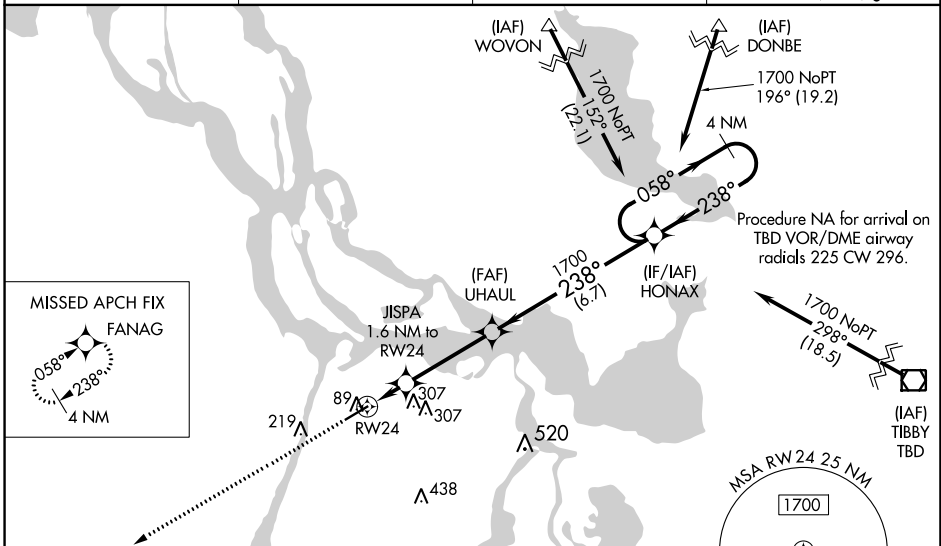 (IAF)
WOVON
(IAF)
DONBE
1700 NoPT
152°
(22.1)
1700 NoPT
196° (19.2)
4 NM
058°
238°
Procedure NA for arrival on
TBD VOR/DME airway
radials 225 CW 296.
1700
238°
(6.7)
(IF/IAF)
HONAX
(FAF)
UHAUL
JISPA
1.6 NM to
RW24
1700 NoPT
298°
(18.5)
(IAF)
TIBBY
TBD
MISSED APCH FIX
FANAG
058°
238°
4 NM
89
307
307
RW24
219
520
438
MSA RW24 25 NM
1700